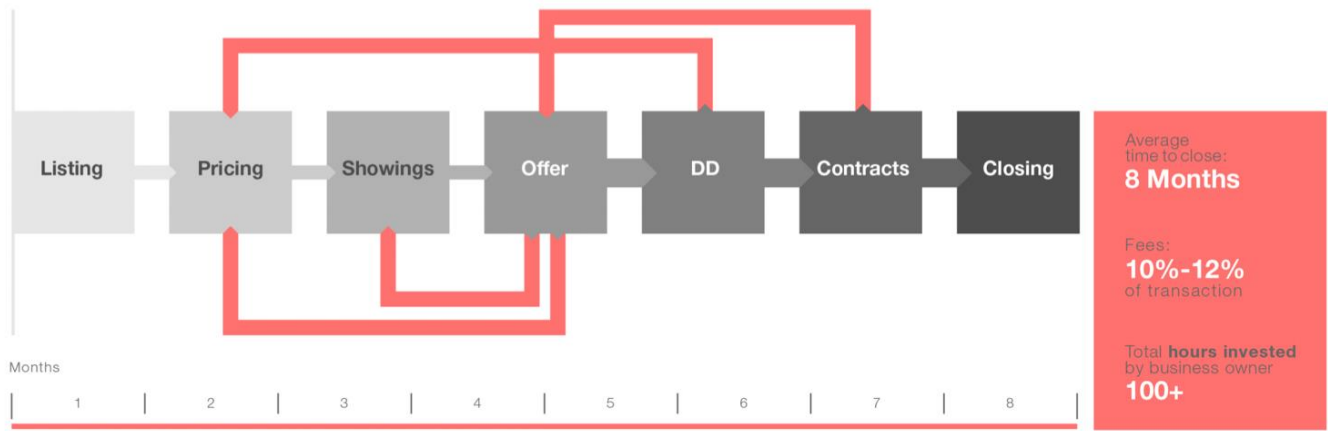 Listing
Pricing
Showings
Offer
DD
Contracts
Closing
Average
time to close:
8 Months
Fees:
10%-12%
of transaction
Total hours invested
by business owner
100+
Months
1
2
3
4
5
6
7
8